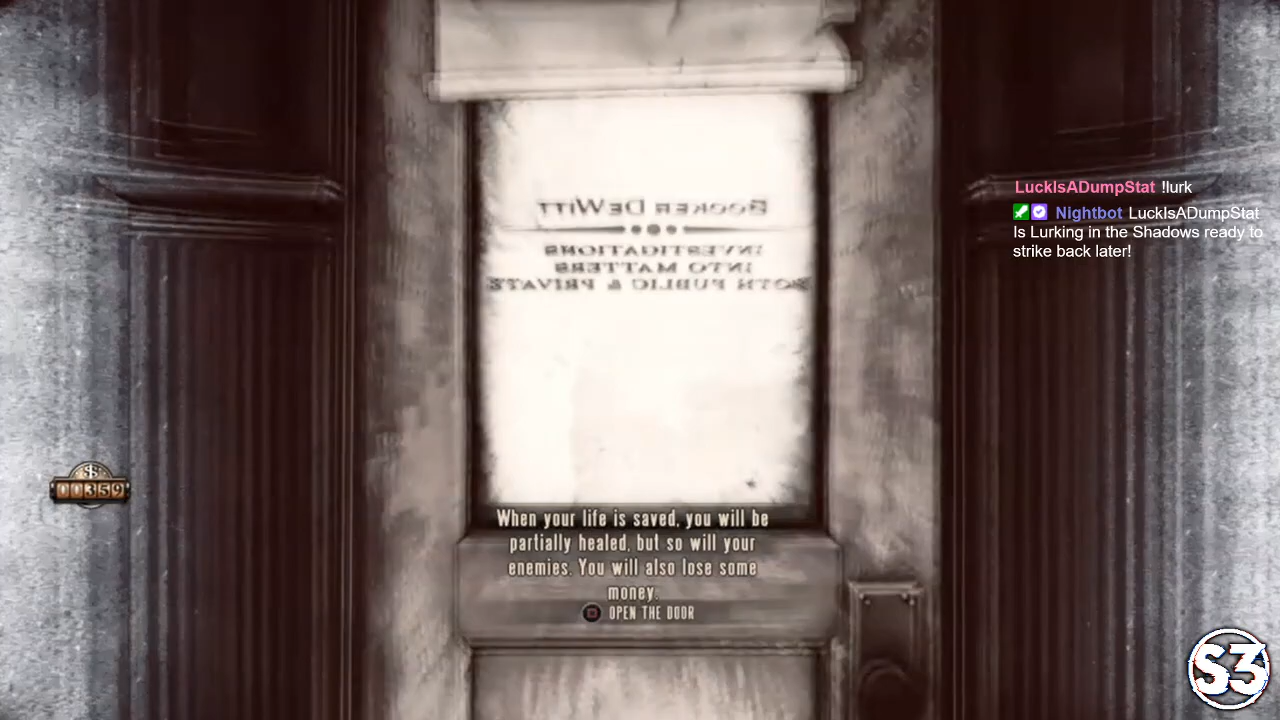 BOOKER DEWITT
INVESTIGATIONS
INTO MATTERS
BOTH PUBLIC & PRIVATE
LuckIsADumpStat !lurk
Nightbot LuckIsADumpStat
Is Lurking in the Shadows ready to
strike back later!
$
00359
When your life is saved, you will be
partially healed, but so will your
enemies. You will also lose some
money.
OPEN THE DOOR
S3